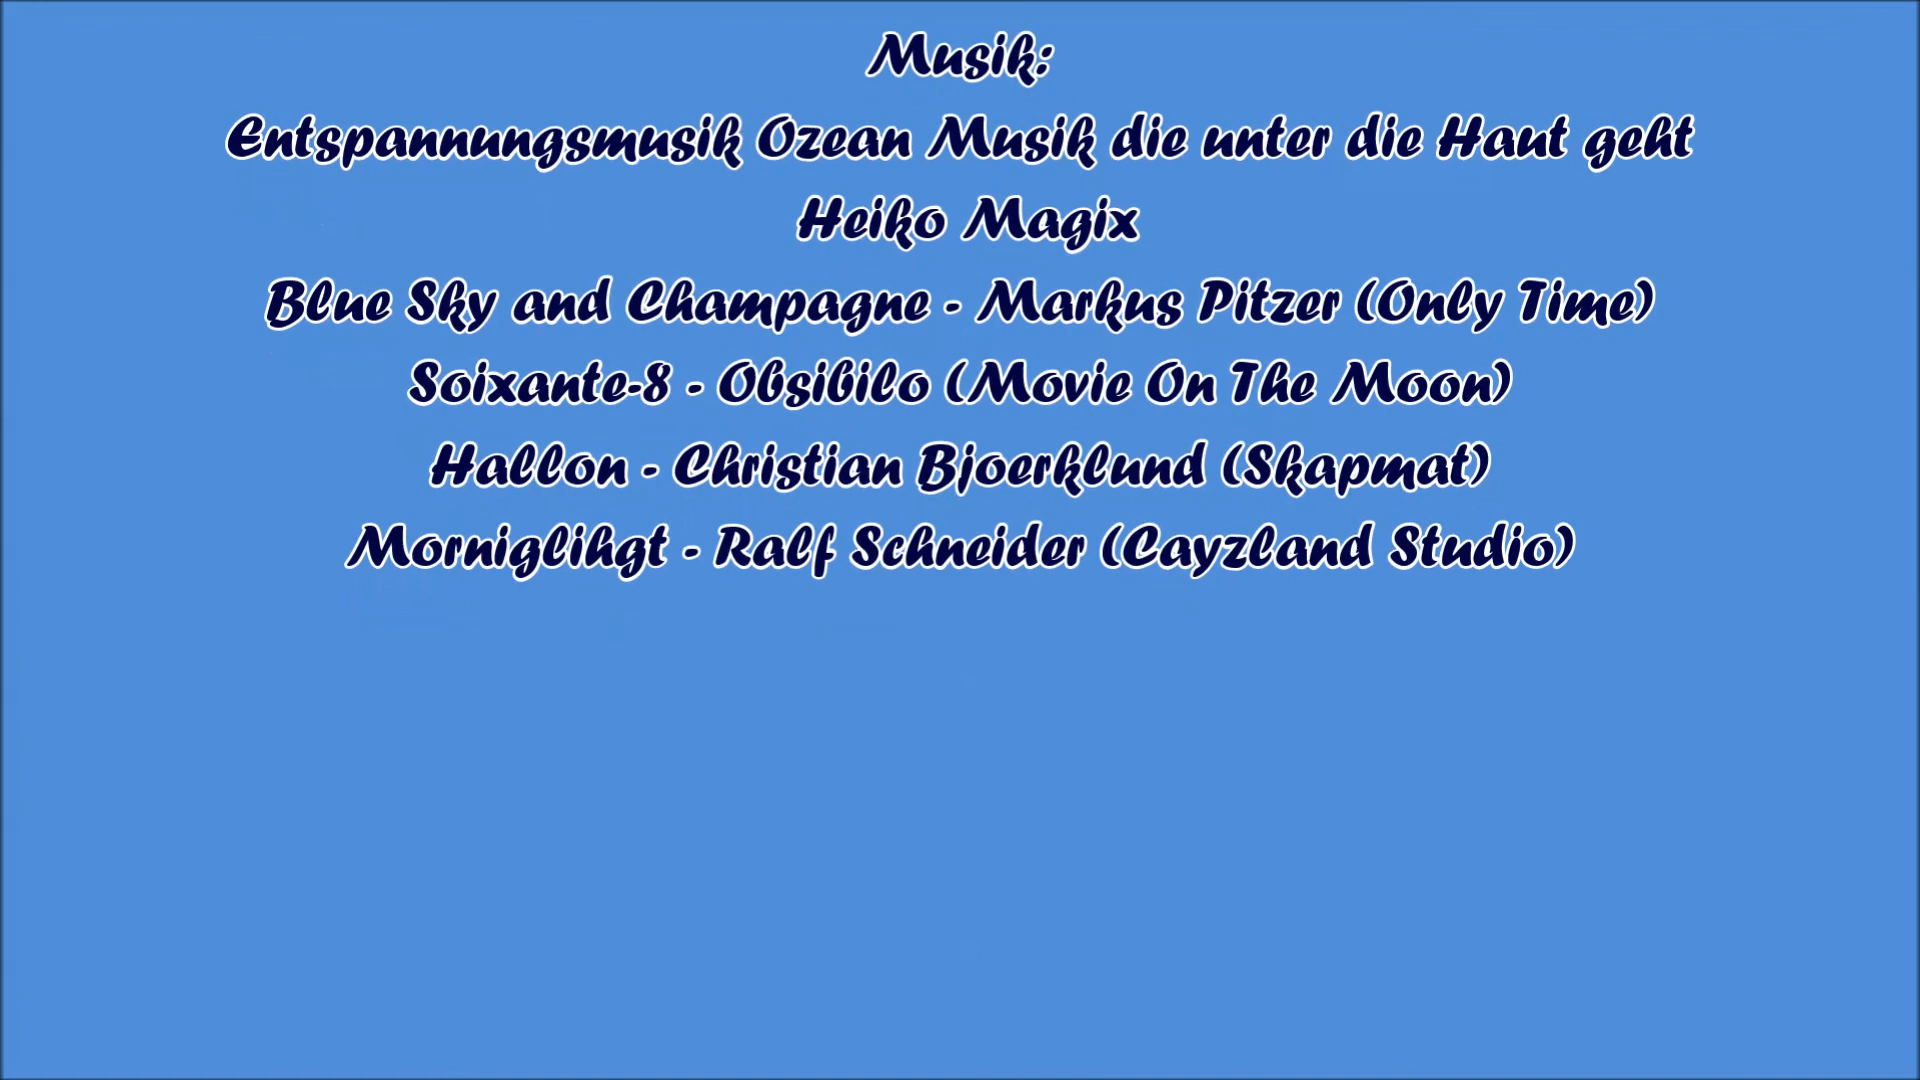 Musik:
Entspannungsmusik Ozean Musik die unter die Haut geht
Heiko Magix
Blue Sky and Champagne - Markus Pitzer (Only Time)
Soixante-8 - Obsibilo (Movie On The Moon)
Hallon - Christian Bjoerklund (Skapmat)
Morniglihgt - Ralf Schneider (Cayzland Studio)